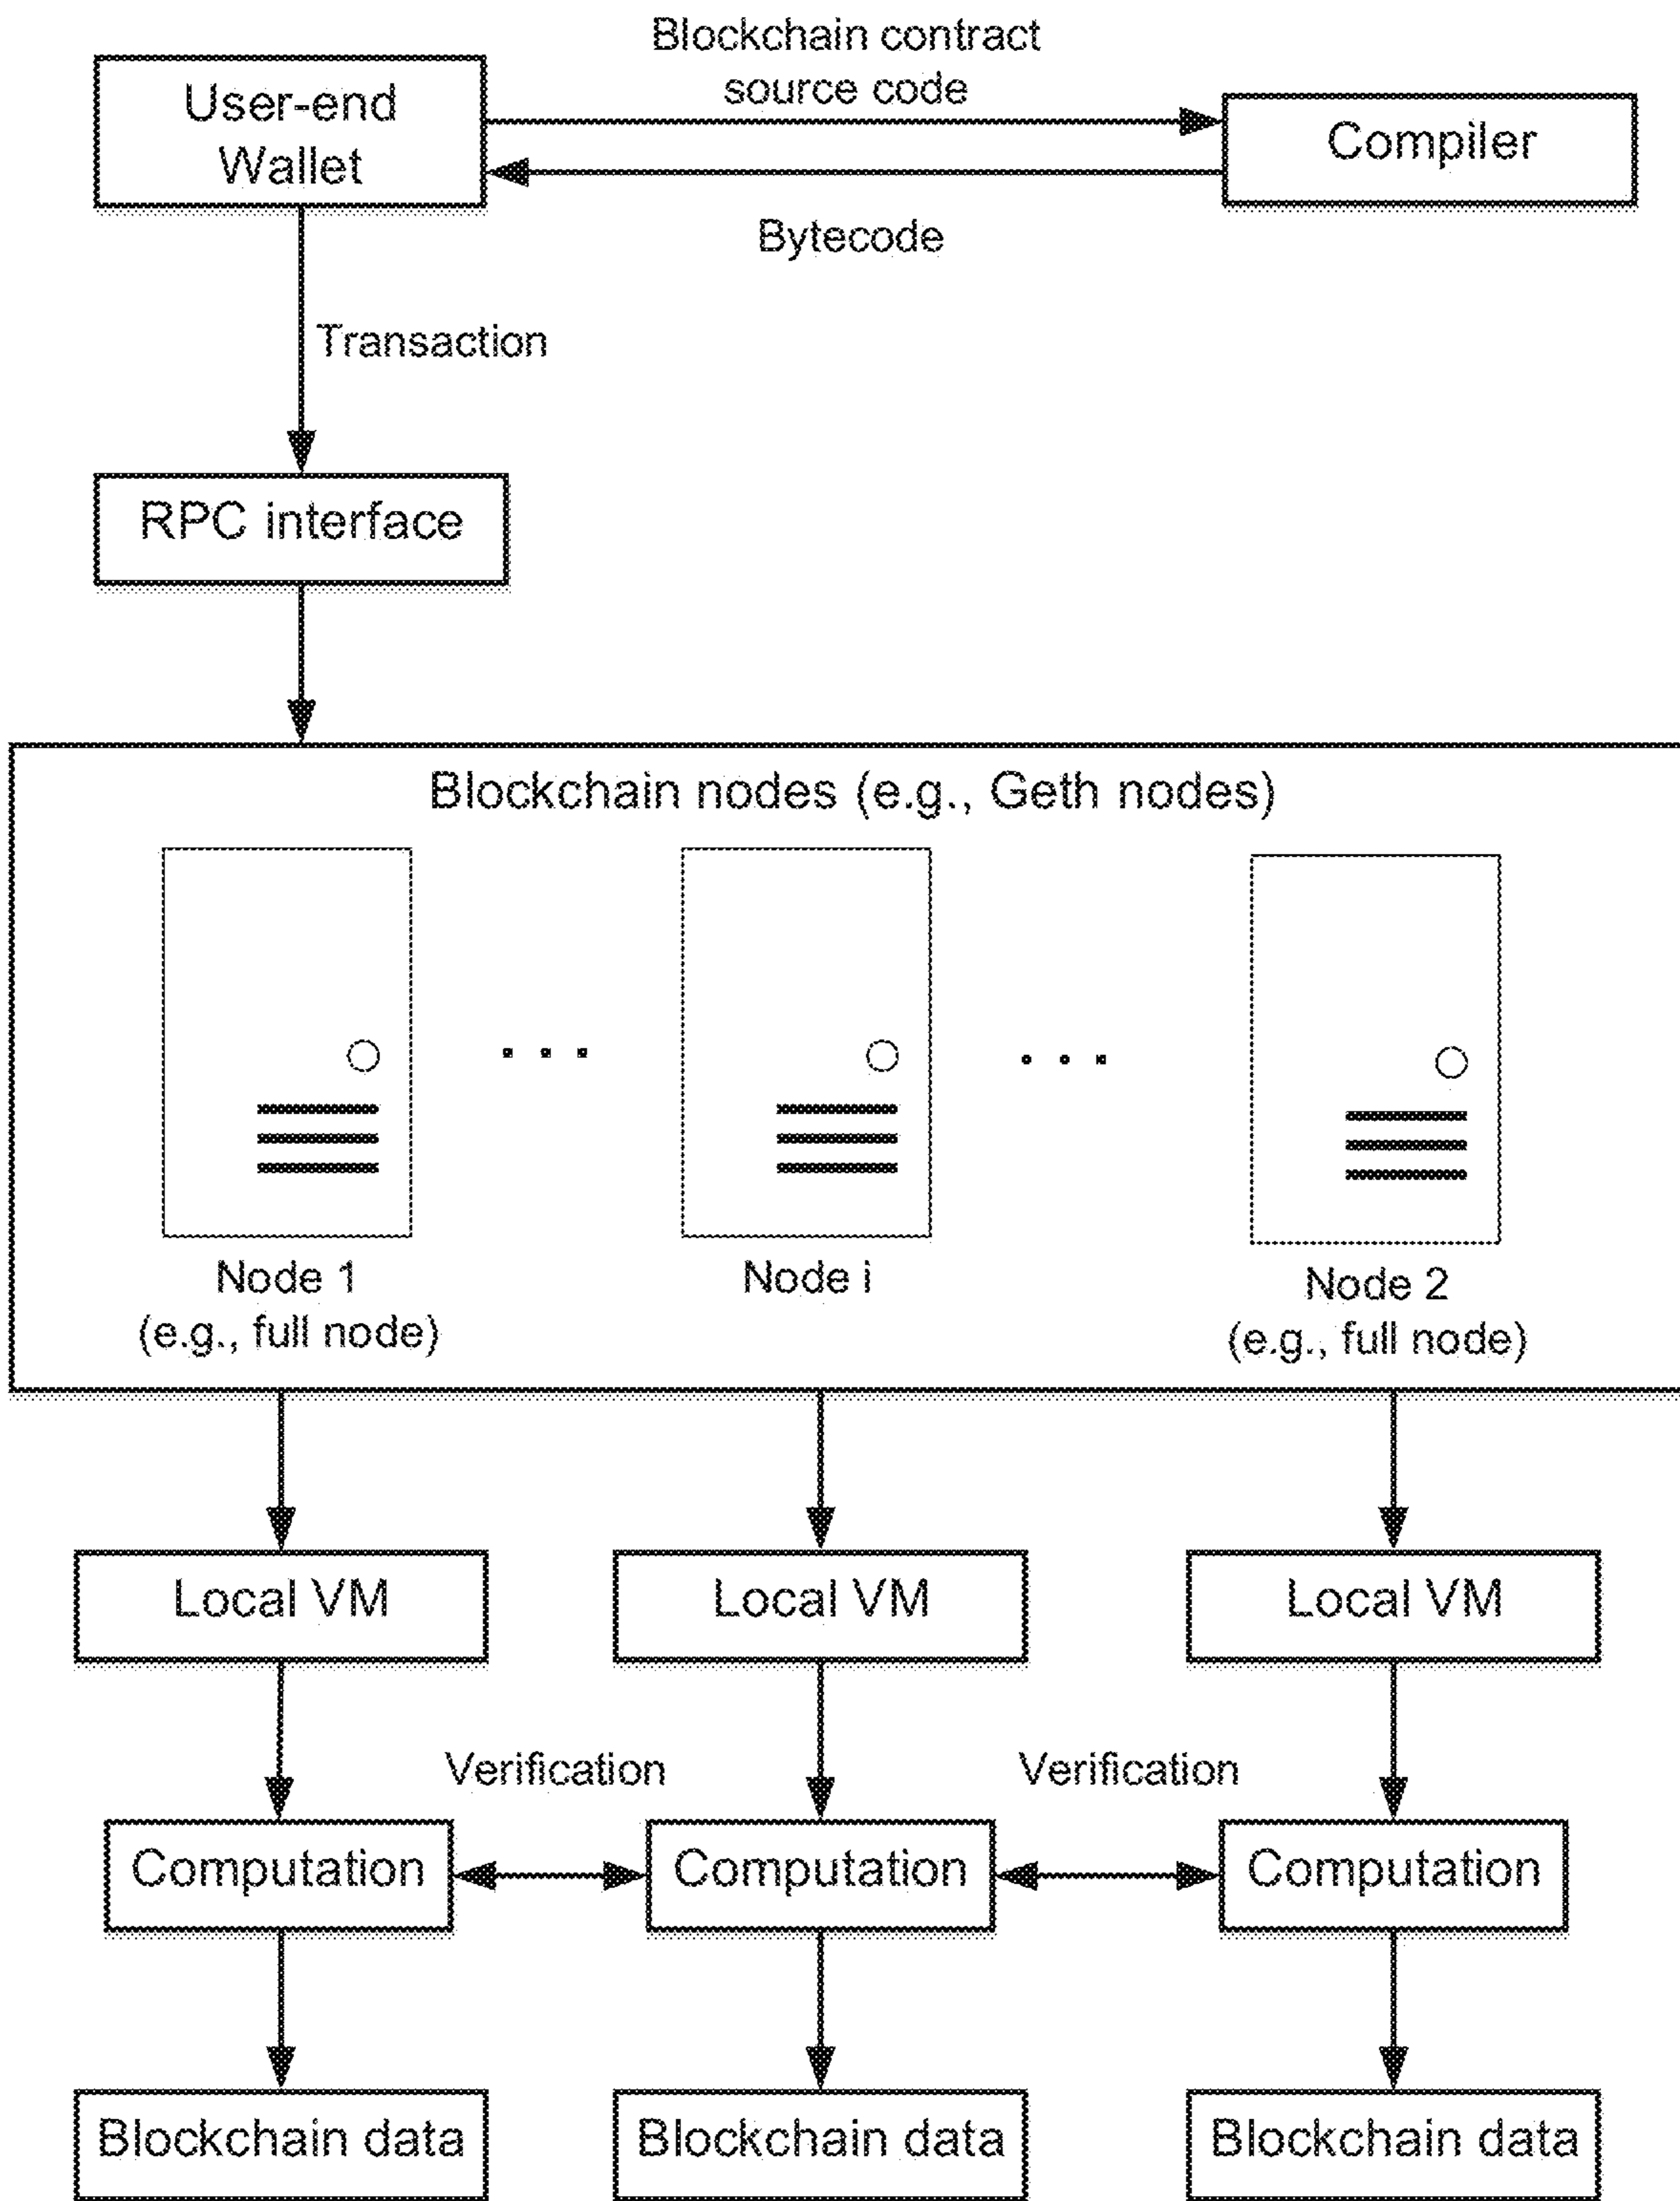 Blockchain contract
source code
User-end
Wallet
Compiler
Bytecode
Transaction
RPC interface
Blockchain nodes (e.g., Geth nodes)
Node 1
(e.g., full node)
Node i
Node 2
(e.g., full node)
Local VM
Local VM
Local VM
Verification
Verification
Computation
Computation
Computation
Blockchain data
Blockchain data
Blockchain data